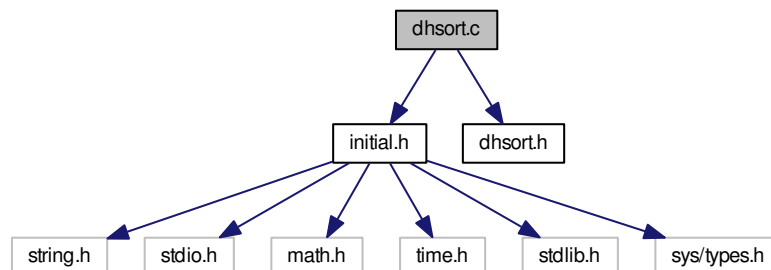 dhsort.c
initial.h
dhsort.h
string.h
stdio.h
math.h
time.h
stdlib.h
sys/types.h